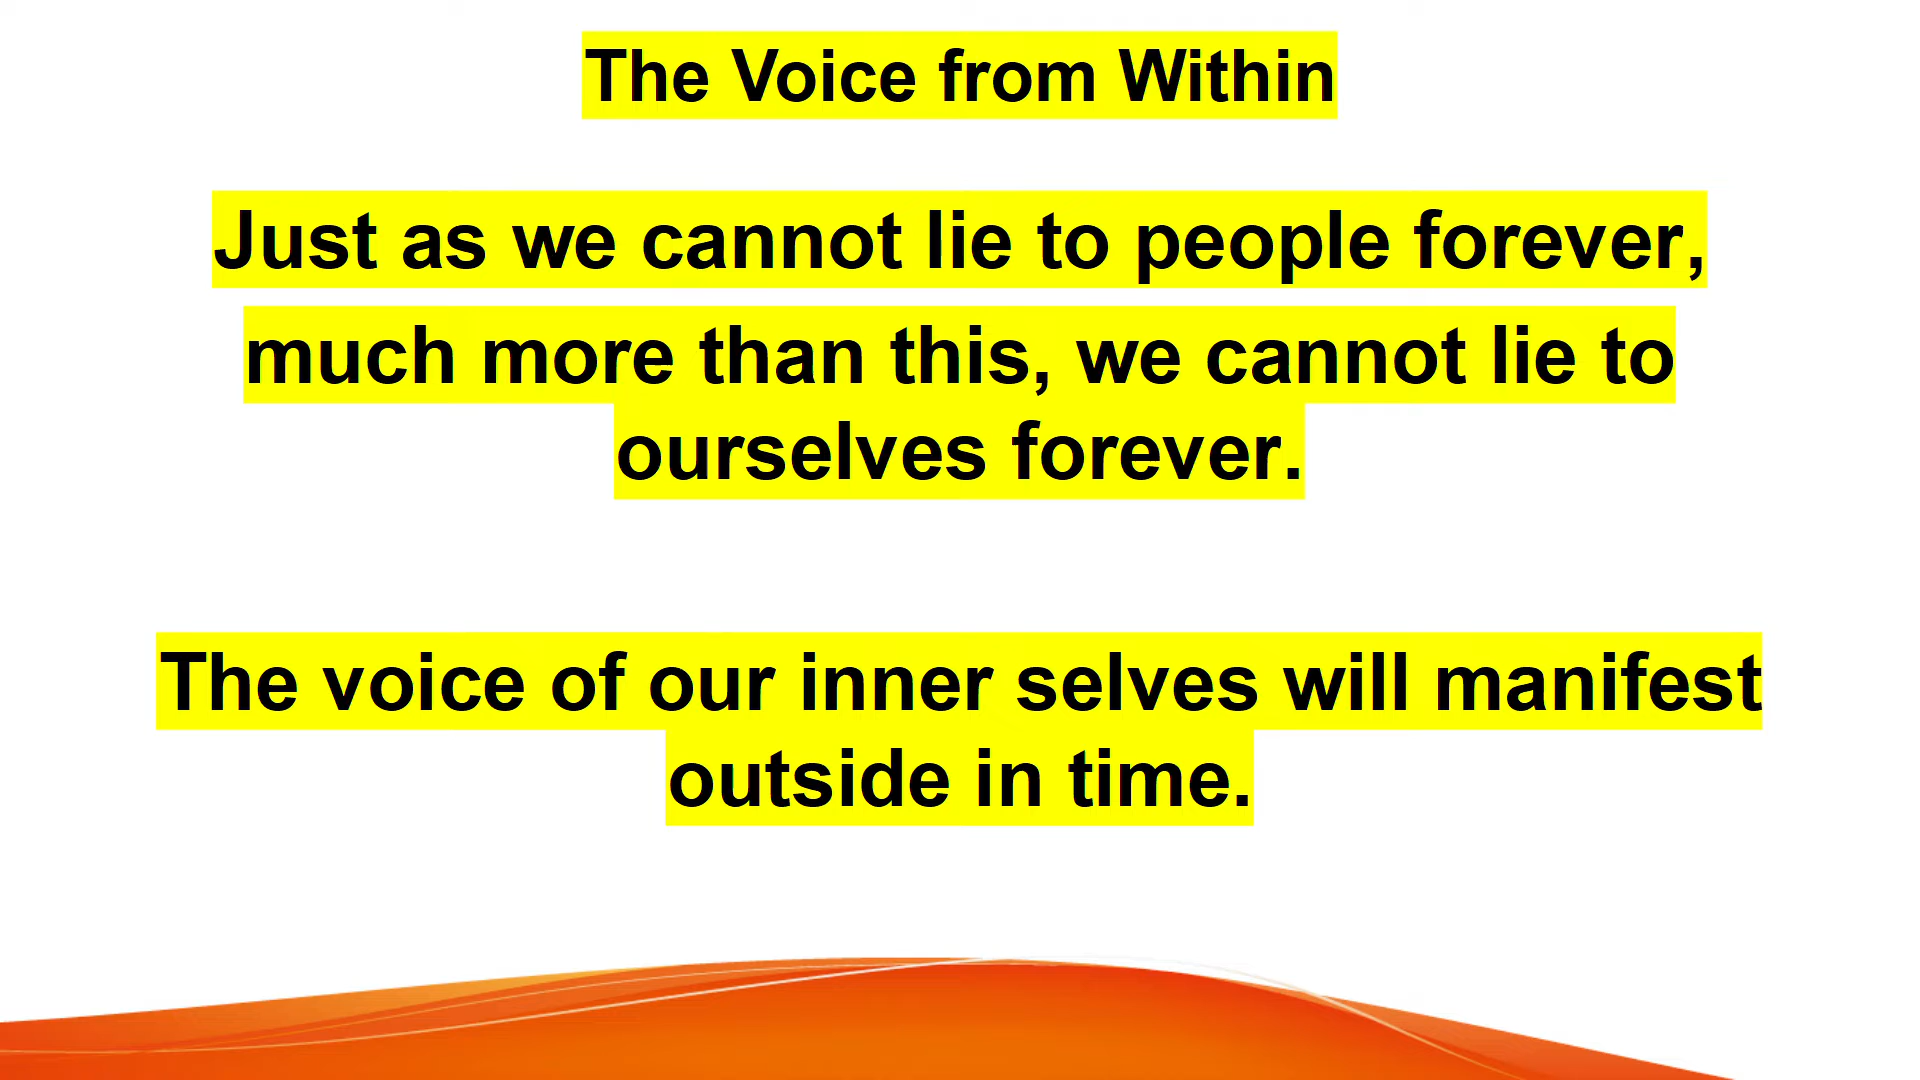 The Voice from Within
Just as we cannot lie to people forever,
much more than this, we cannot lie to
ourselves forever.
The voice of our inner selves will manifest
outside in time.